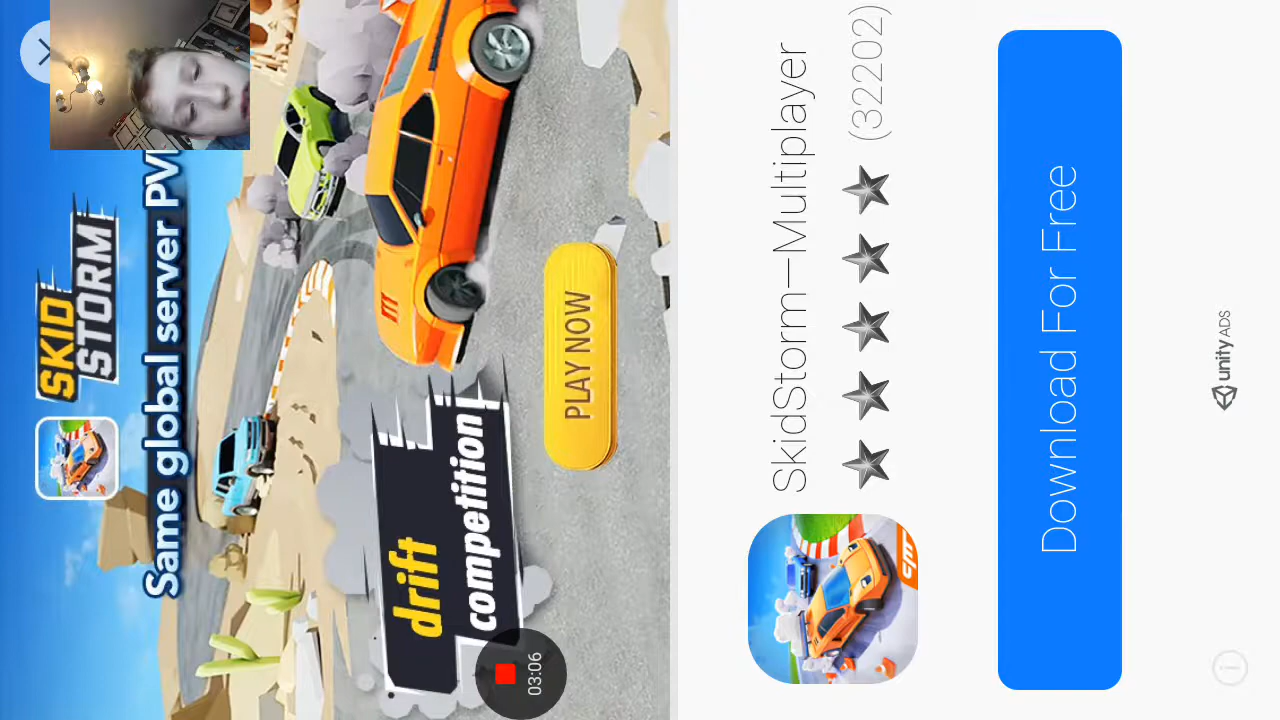 SKID
STORM
Same global server PV
drift
competition
PLAY NOW
03:06
SkidStorm—Multiplayer
(32202)
Download For Free
unity ADS